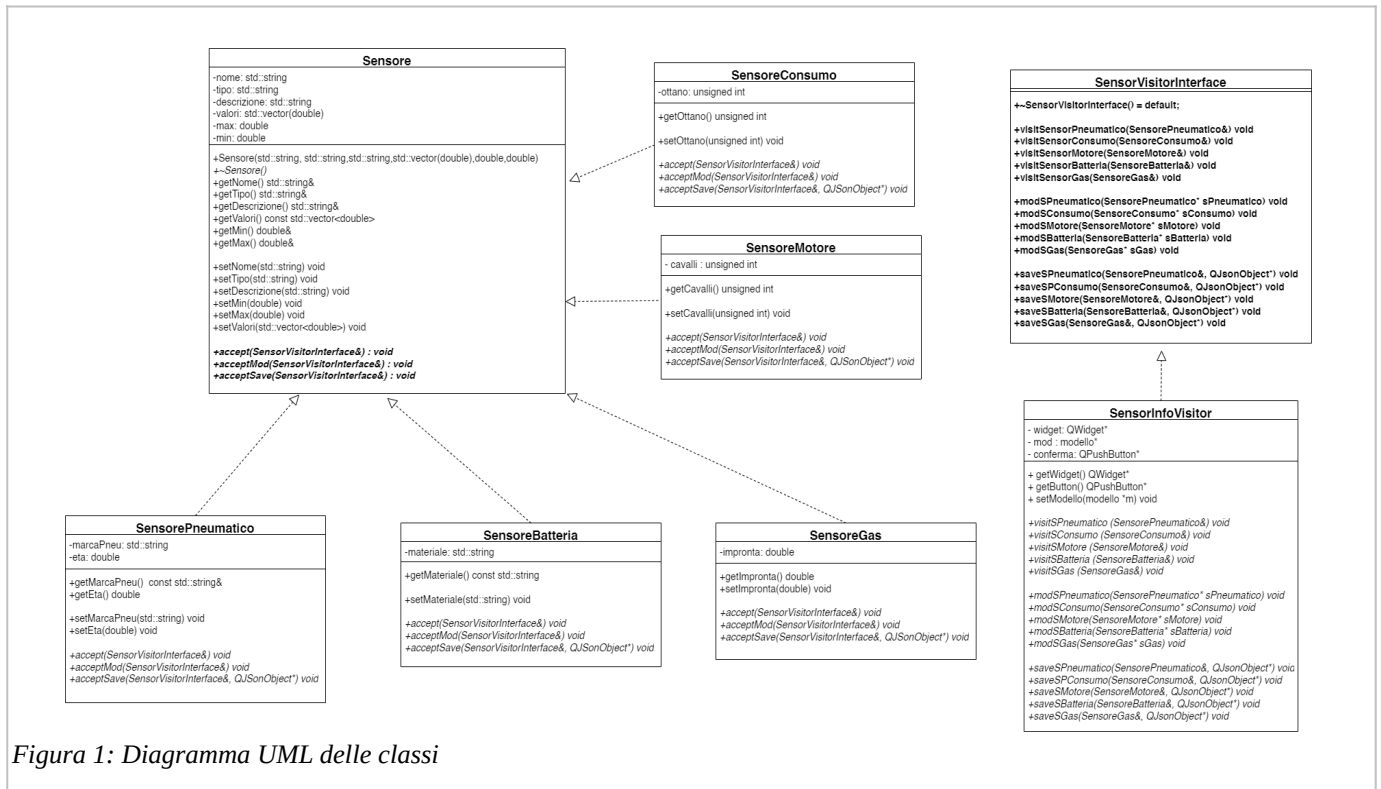 Sensore
-nome: std::string
-tipo: std::string
-descrizione: std::string
-valori: std::vector(double)
-max: double
-min: double
+Sensore(std::string, std::string,std::string,std::vector(double),double,double)
+~Sensore()
+getNome() std::string&
+getTipo() std::string&
+getDescrizione() std::string&
+getValori() const std::vector<double>
+getMin() double&
+getMax() double&
+setNome(std::string) void
+setTipo(std::string) void
+setDescrizione(std::string) void
+setMin(double) void
+setMax(double) void
+setValori(std::vector<double>) void
+accept(SensorVisitorInterface&) : void
+acceptMod(SensorVisitorInterface&) : void
+acceptSave(SensorVisitorInterface&) : void
SensoreConsumo
-ottano: unsigned int
+getOttano() unsigned int
+setOttano(unsigned int) void
+accept(SensorVisitorInterface&) void
+acceptMod(SensorVisitorInterface&) void
+acceptSave(SensorVisitorInterface&, QJSonObject*) void
SensoreMotore
- cavalli : unsigned int
+getCavalli() unsigned int
+setCavalli(unsigned int) void
+accept(SensorVisitorInterface&) void
+acceptMod(SensorVisitorInterface&) void
+acceptSave(SensorVisitorInterface&, QJSonObject*) void
SensorVisitorInterface
+~SensorVisitorInterface() = default;
+visitSensorPneumatico(SensorePneumatico&) void
+visitSensorConsumo(SensoreConsumo&) void
+visitSensorMotore(SensoreMotore&) void
+visitSensorBatteria(SensoreBatteria&) void
+visitSensorGas(SensoreGas&) void
+modSPneumatico(SensorePneumatico* sPneumatico) void
+modSConsumo(SensoreConsumo* sConsumo) void
+modSMotore(SensoreMotore* sMotore) void
+modSBatteria(SensoreBatteria* sBatteria) void
+modSGas(SensoreGas* sGas) void
+saveSPneumatico(SensorePneumatico&, QJsonObject*) void
+saveSPConsumo(SensoreConsumo&, QJsonObject*) void
+saveSMotore(SensoreMotore&, QJsonObject*) void
+saveSBatteria(SensoreBatteria&, QJsonObject*) void
+saveSGas(SensoreGas&, QJsonObject*) void
SensorInfoVisitor
- widget: QWidget*
- mod : modello*
- conferma: QPushButton*
+ getWidget() QWidget*
+ getButton() QPushButton*
+ setModello(modello *m) void
+visitSPneumatico (SensorePneumatico&) void
+visitSConsumo (SensoreConsumo&) void
+visitSMotore (SensoreMotore&) void
+visitSBatteria (SensoreBatteria&) void
+visitSGas (SensoreGas&) void
+modSPneumatico(SensorePneumatico* sPneumatico) void
+modSConsumo(SensoreConsumo* sConsumo) void
+modSMotore(SensoreMotore* sMotore) void
+modSBatteria(SensoreBatteria* sBatteria) void
+modSGas(SensoreGas* sGas) void
+saveSPneumatico(SensorePneumatico&, QJsonObject*) void
+saveSPConsumo(SensoreConsumo&, QJsonObject*) void
+saveSMotore(SensoreMotore&, QJsonObject*) void
+saveSBatteria(SensoreBatteria&, QJsonObject*) void
+saveSGas(SensoreGas&, QJsonObject*) void
SensorePneumatico
-marcaPneu: std::string
-eta: double
+getMarcaPneu() const std::string&
+getEta() double
+setMarcaPneu(std::string) void
+setEta(double) void
+accept(SensorVisitorInterface&) void
+acceptMod(SensorVisitorInterface&) void
+acceptSave(SensorVisitorInterface&, QJSonObject*) void
SensoreBatteria
-materiale: std::string
+getMateriale() const std::string
+setMateriale(std::string) void
+accept(SensorVisitorInterface&) void
+acceptMod(SensorVisitorInterface&) void
+acceptSave(SensorVisitorInterface&, QJSonObject*) void
SensoreGas
-impronta: double
+getImpronta() double
+setImpronta(double) void
+accept(SensorVisitorInterface&) void
+acceptMod(SensorVisitorInterface&) void
+acceptSave(SensorVisitorInterface&, QJSonObject*) void
Figura 1: Diagramma UML delle classi